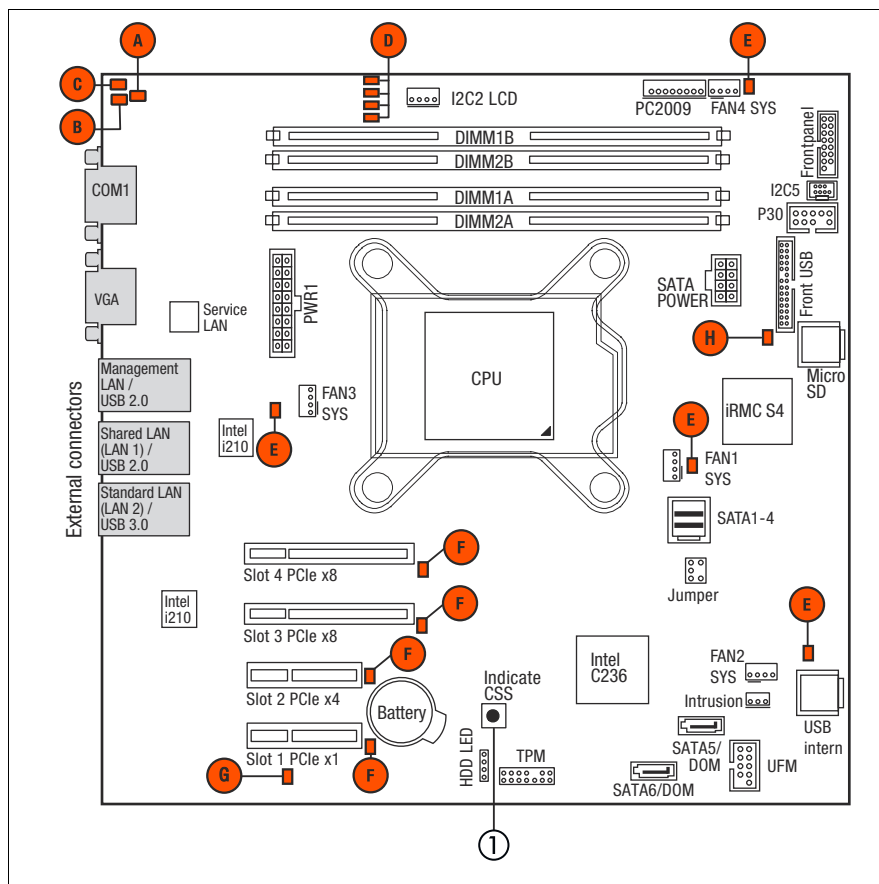 A
D
E
C
B
I2C2 LCD
PC2009
FAN4 SYS
DIMM1B
DIMM2B
DIMM1A
DIMM2A
Frontpanel
I2C5
P30
COM1
VGA
Service
LAN
PWR1
SATA
POWER
Front USB
H
Micro
SD
External connectors
Management
LAN /
USB 2.0
Shared LAN
(LAN 1) /
USB 2.0
Standard LAN
(LAN 2) /
USB 3.0
Intel
i210
E
FAN3
SYS
CPU
iRMC S4
E
FAN1
SYS
SATA1-4
Jumper
Slot 4 PCIe x8
F
Intel
i210
Slot 3 PCIe x8
F
Slot 2 PCIe x4
F
Battery
Indicate
CSS
Intel
C236
E
FAN2
SYS
Intrusion
USB
intern
Slot 1 PCIe x1
G
F
HDD LED
TPM
SATA5/
DOM
SATA6/DOM
UFM
1